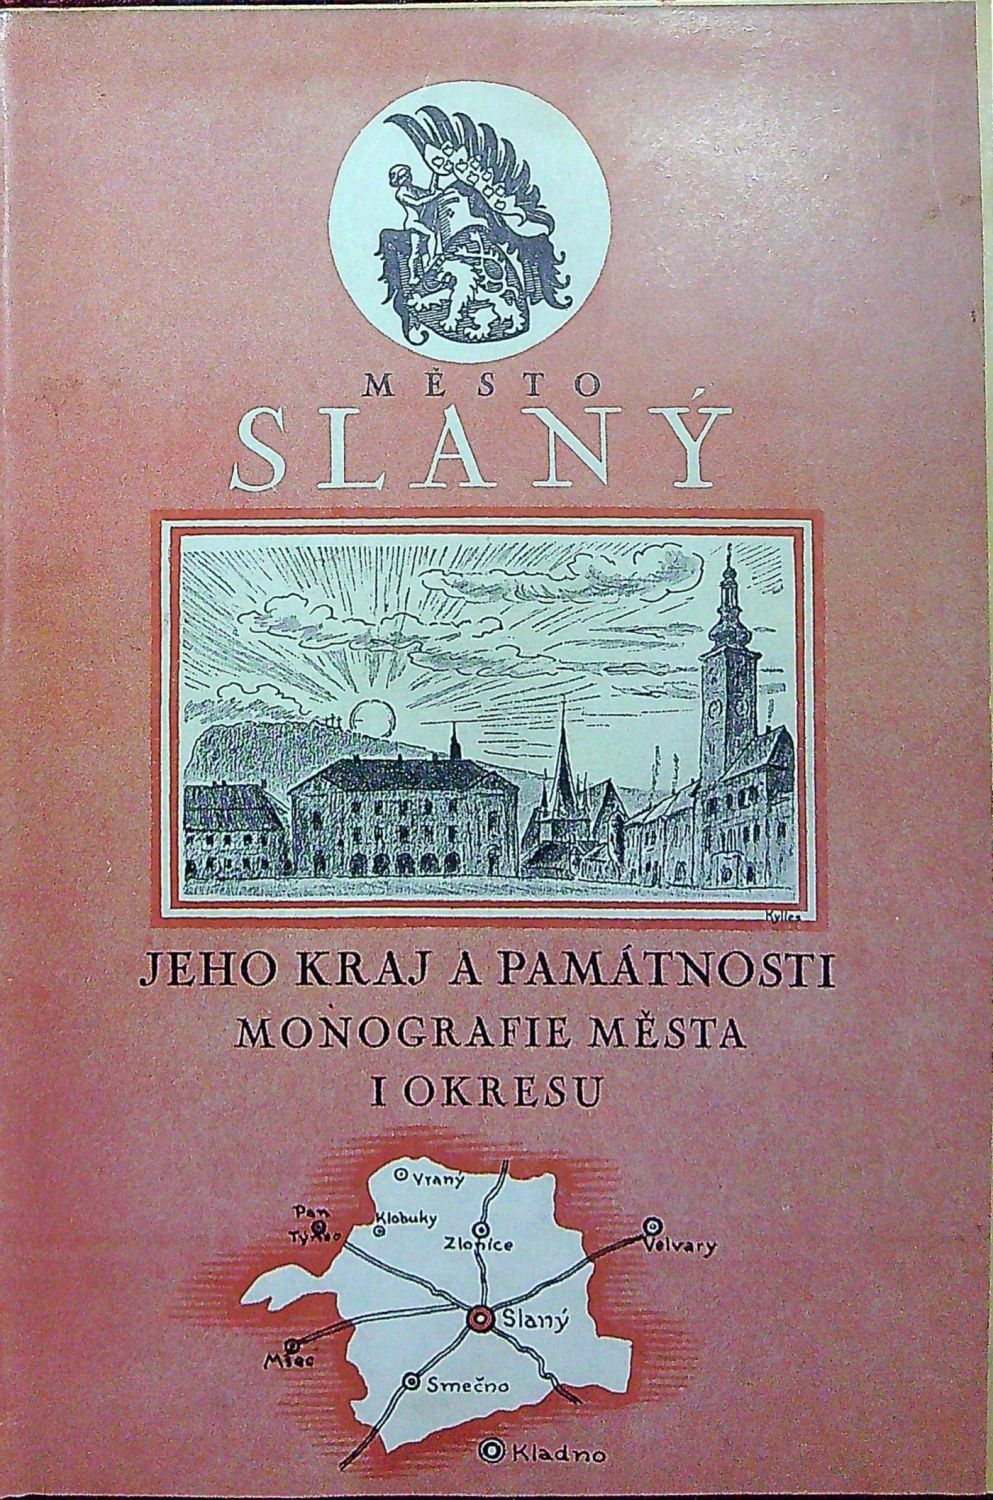 MĚSTO
SLANÝ
Kylles
JEHO KRAJ A PAMÁTNOSTI
MONOGRAFIE MĚSTA
I OKRESU
Vraný
Pan
Týnec
Klobuky
Zlonice
Velvary
Slaný
Mšec
Smečno
Kladno